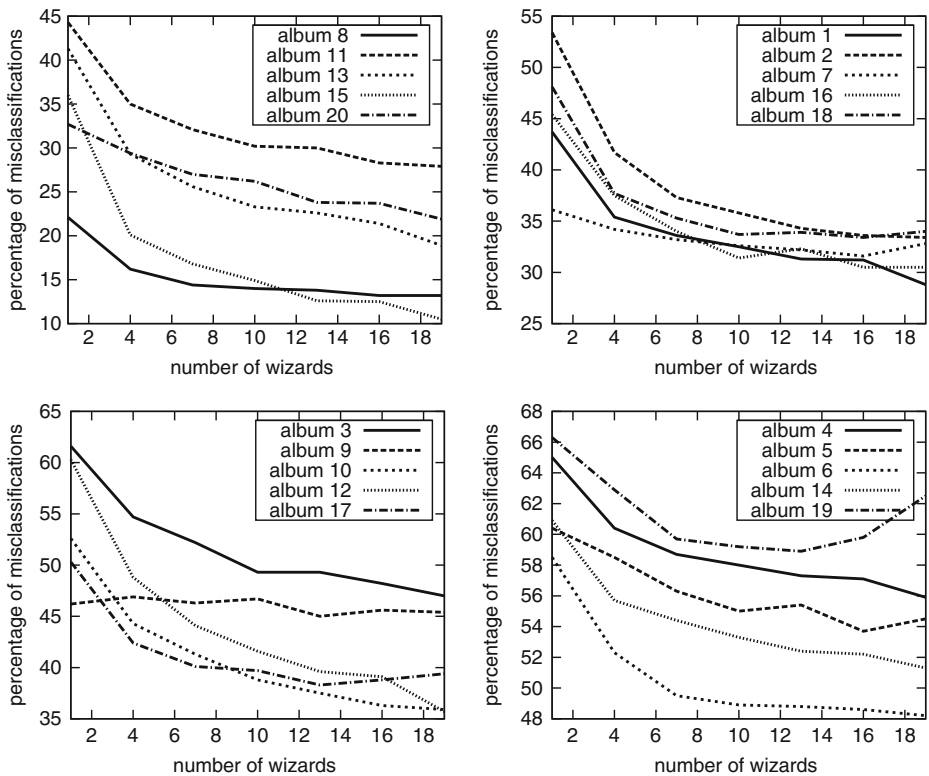 percentage of misclassifications
45
40
35
30
25
20
15
10
album 8
album 11
album 13
album 15
album 20
2 4 6 8 10 12 14 16 18
number of wizards
percentage of misclassifications
55
50
45
40
35
30
25
album 1
album 2
album 7
album 16
album 18
2 4 6 8 10 12 14 16 18
number of wizards
percentage of misclassifications
65
60
55
50
45
40
35
album 3
album 9
album 10
album 12
album 17
2 4 6 8 10 12 14 16 18
number of wizards
percentage of misclassifications
68
66
64
62
60
58
56
54
52
50
48
album 4
album 5
album 6
album 14
album 19
2 4 6 8 10 12 14 16 18
number of wizards